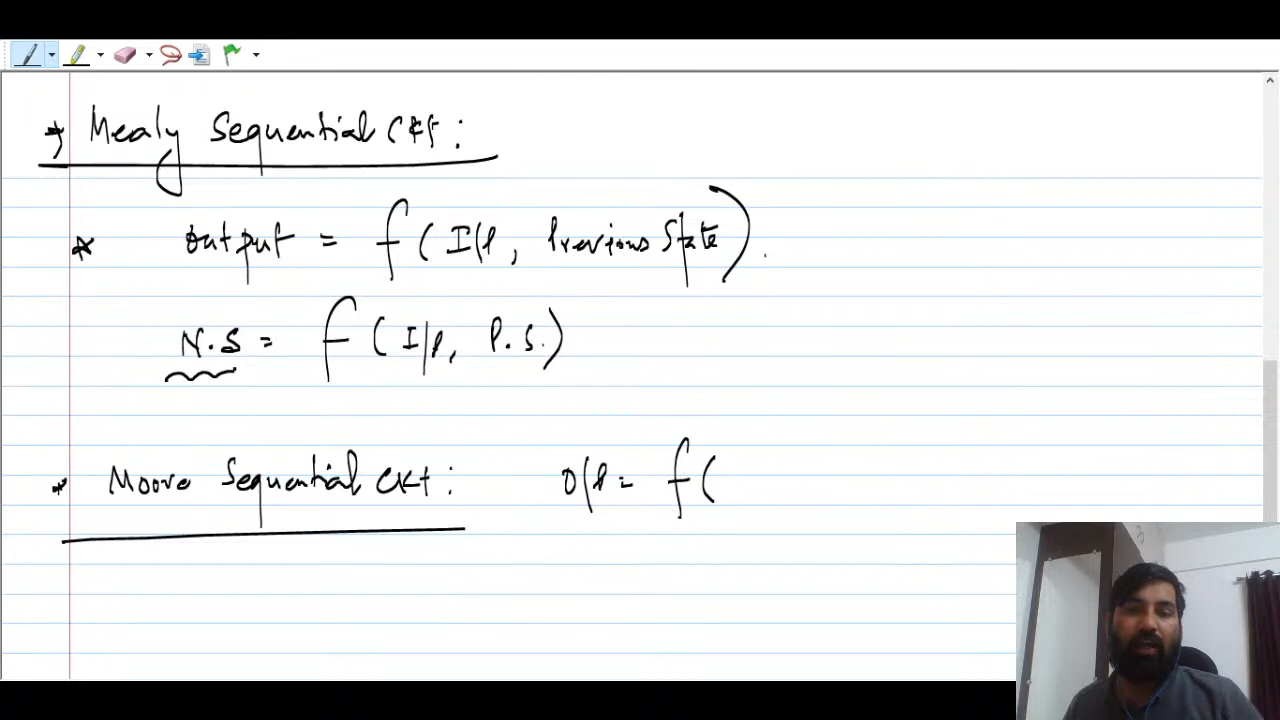 → Mealy Sequential Ckt :
* Output = f ( I/P , Previous State ) .
N.S = f ( I/P, P.S. )
* Moore Sequential Ckt : O/P = f (